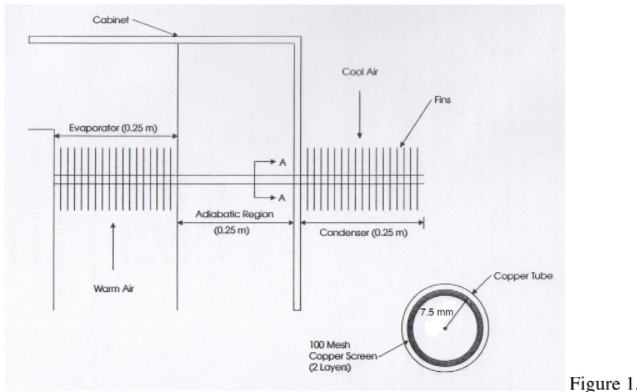 Cabinet
Cool Air
Fins
Evaporator (0.25 m)
A
A
Adiabatic Region
(0.25 m)
Condenser (0.25 m)
Warm Air
Copper Tube
7.5 mm
100 Mesh
Copper Screen
(2 Layers)
Figure 1.